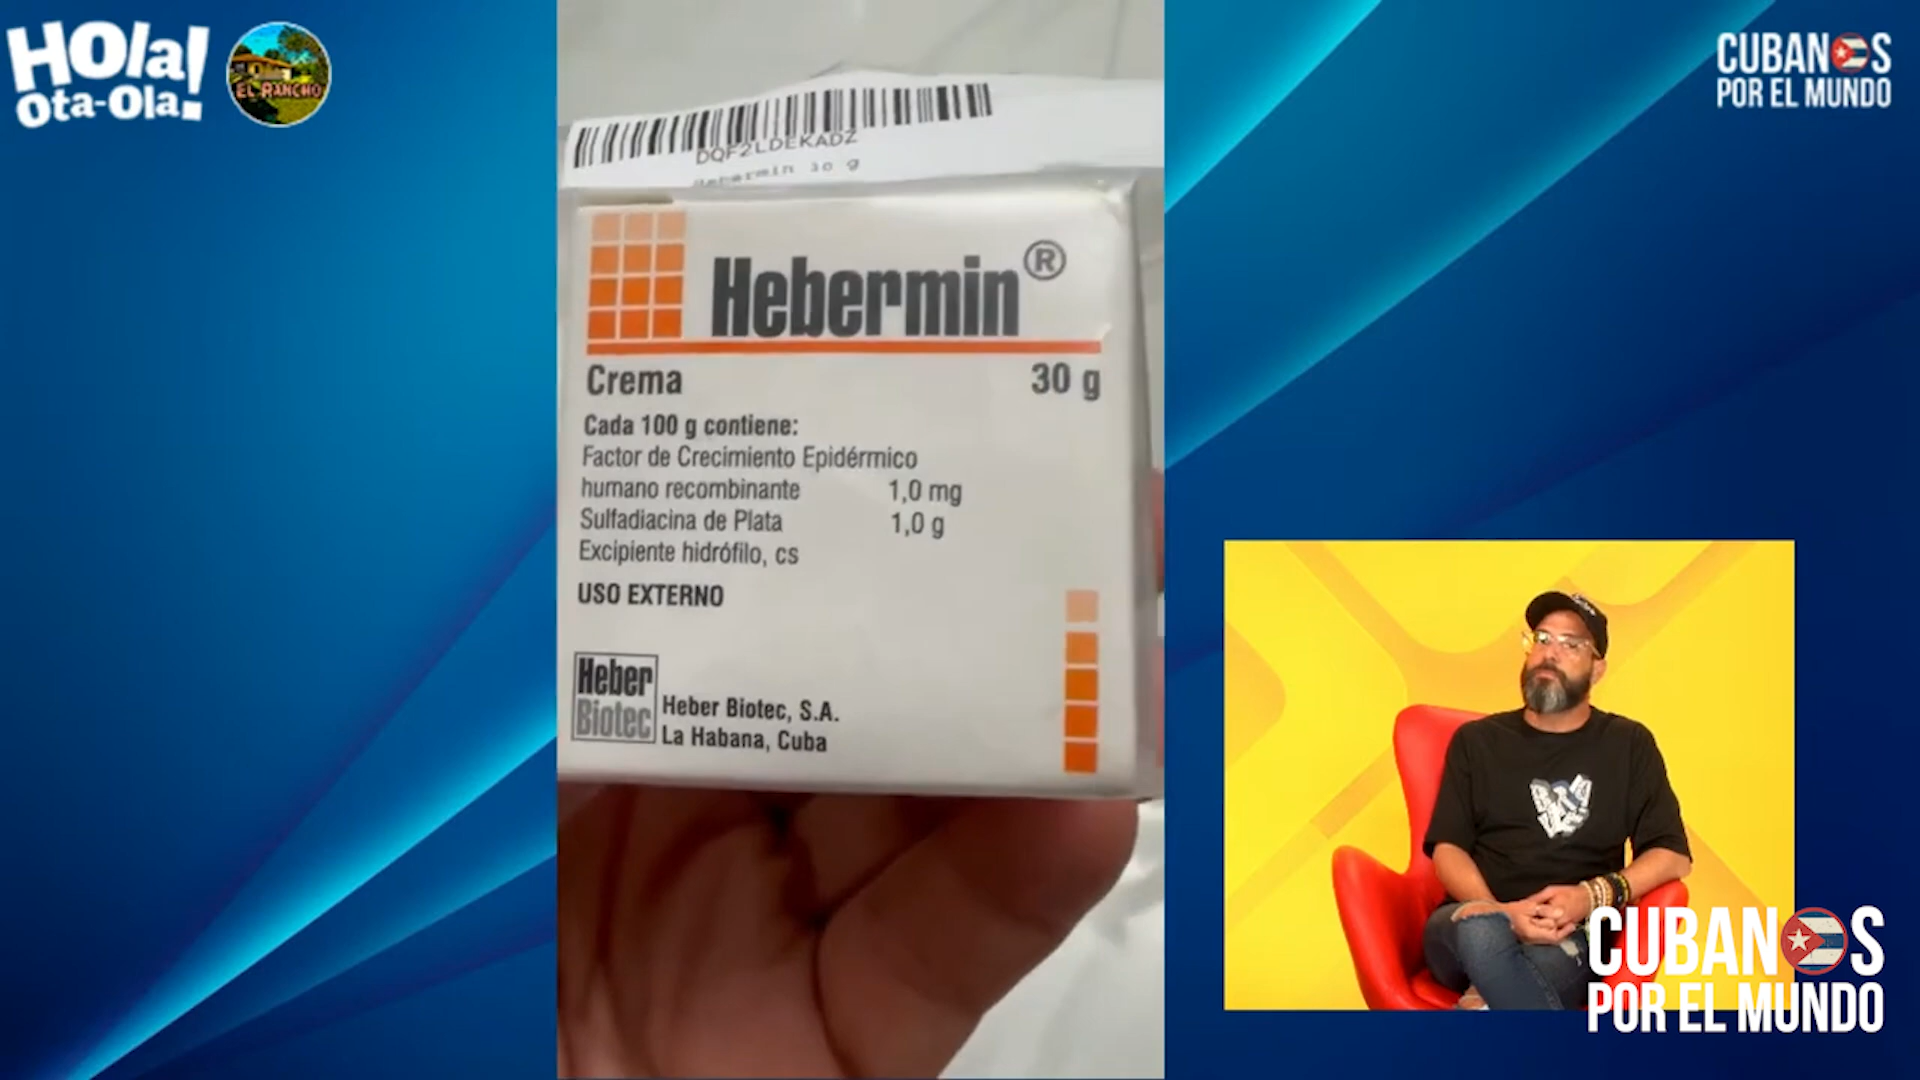 HOla!
Ota-Ola!
EL RANCHO
CUBANOS
POR EL MUNDO
DQF2LDEKADZ
Hebermin 30 g
Hebermin®
Crema 30 g
Cada 100 g contiene:
Factor de Crecimiento Epidérmico
humano recombinante 1,0 mg
Sulfadiacina de Plata 1,0 g
Excipiente hidrófilo, cs
USO EXTERNO
Heber
Biotec
Heber Biotec, S.A.
La Habana, Cuba
CUBANOS
POR EL MUNDO